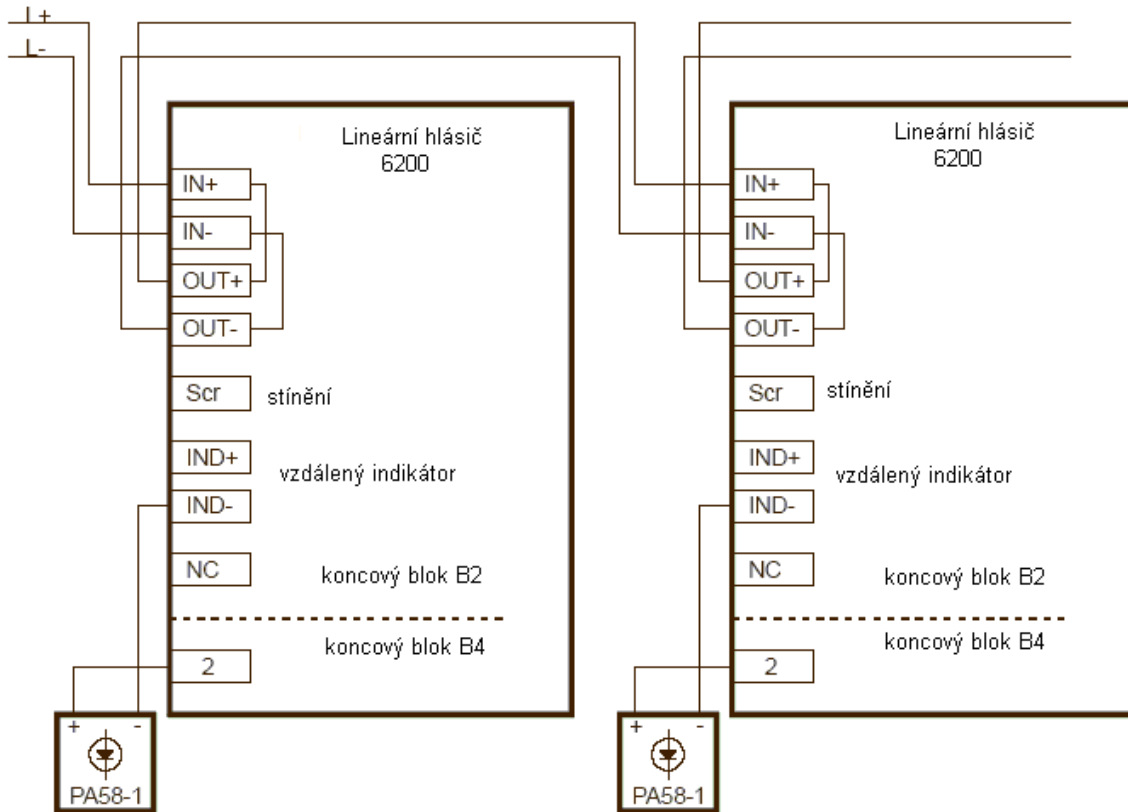 L+
L-
Lineární hlásič
6200
IN+
IN-
OUT+
OUT-
Scr
stínění
IND+
vzdálený indikátor
IND-
NC
koncový blok B2
koncový blok B4
2
+ -
PA58-1
Lineární hlásič
6200
IN+
IN-
OUT+
OUT-
Scr
stínění
IND+
vzdálený indikátor
IND-
NC
koncový blok B2
koncový blok B4
2
+ -
PA58-1